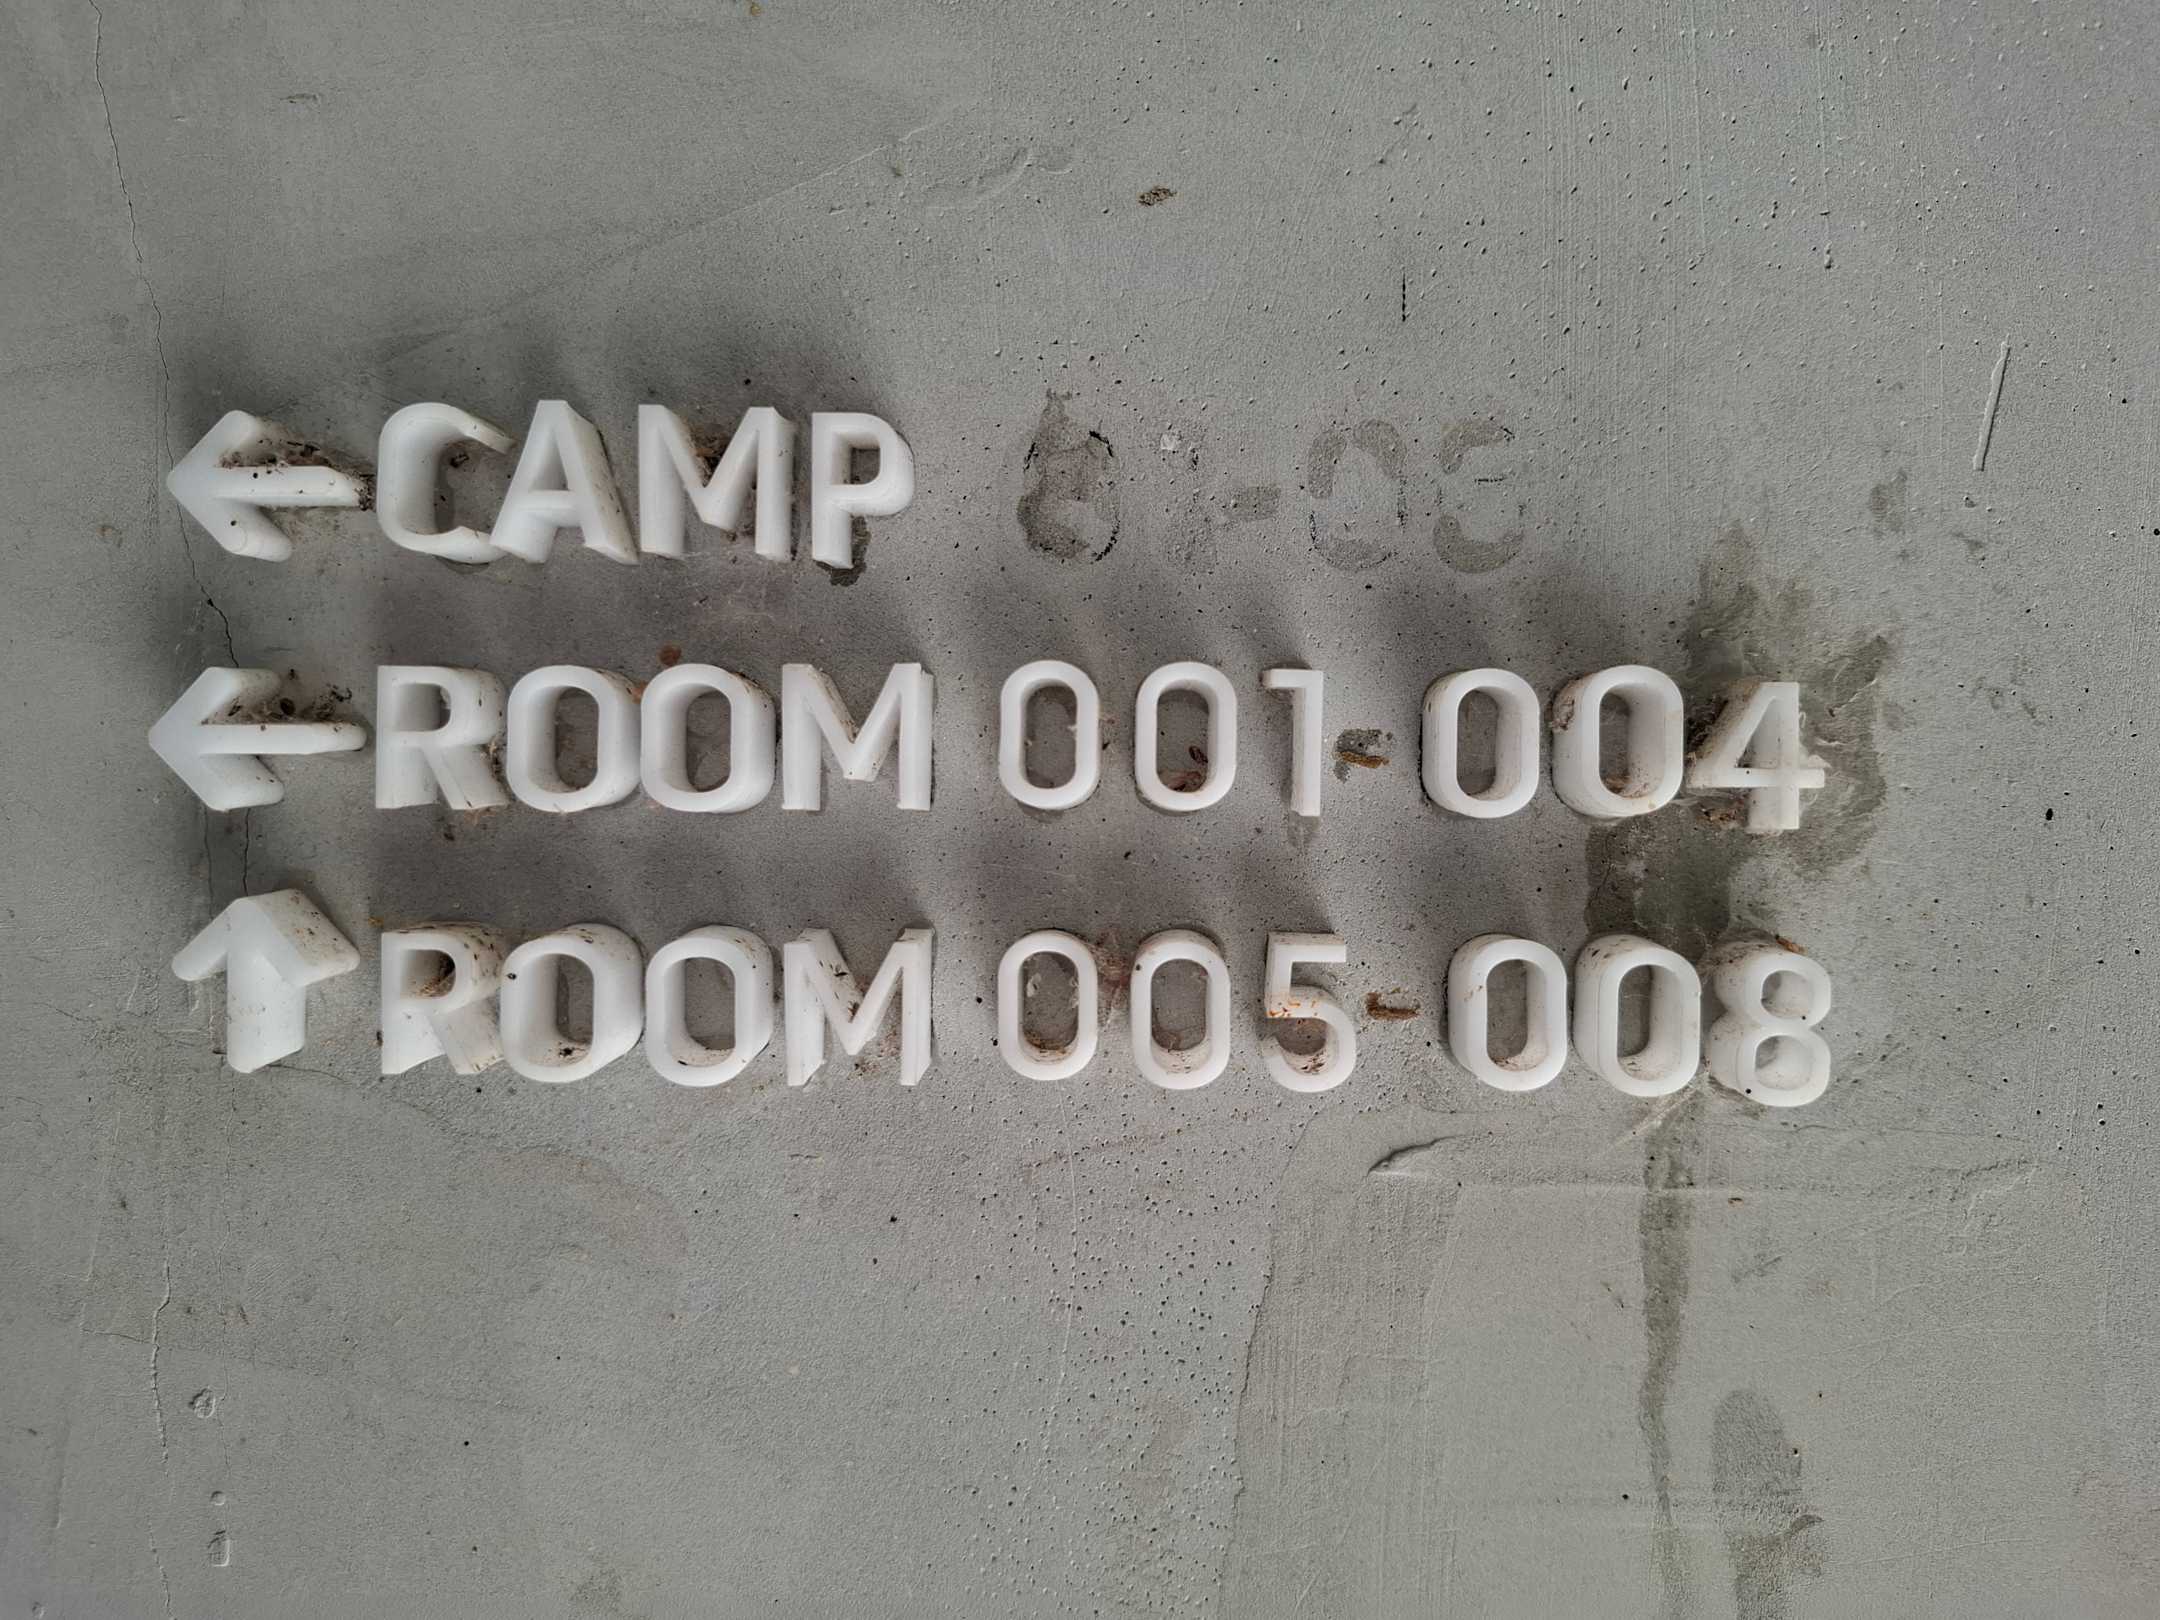 ← CAMP
← ROOM 001-004
↑ ROOM 005-008